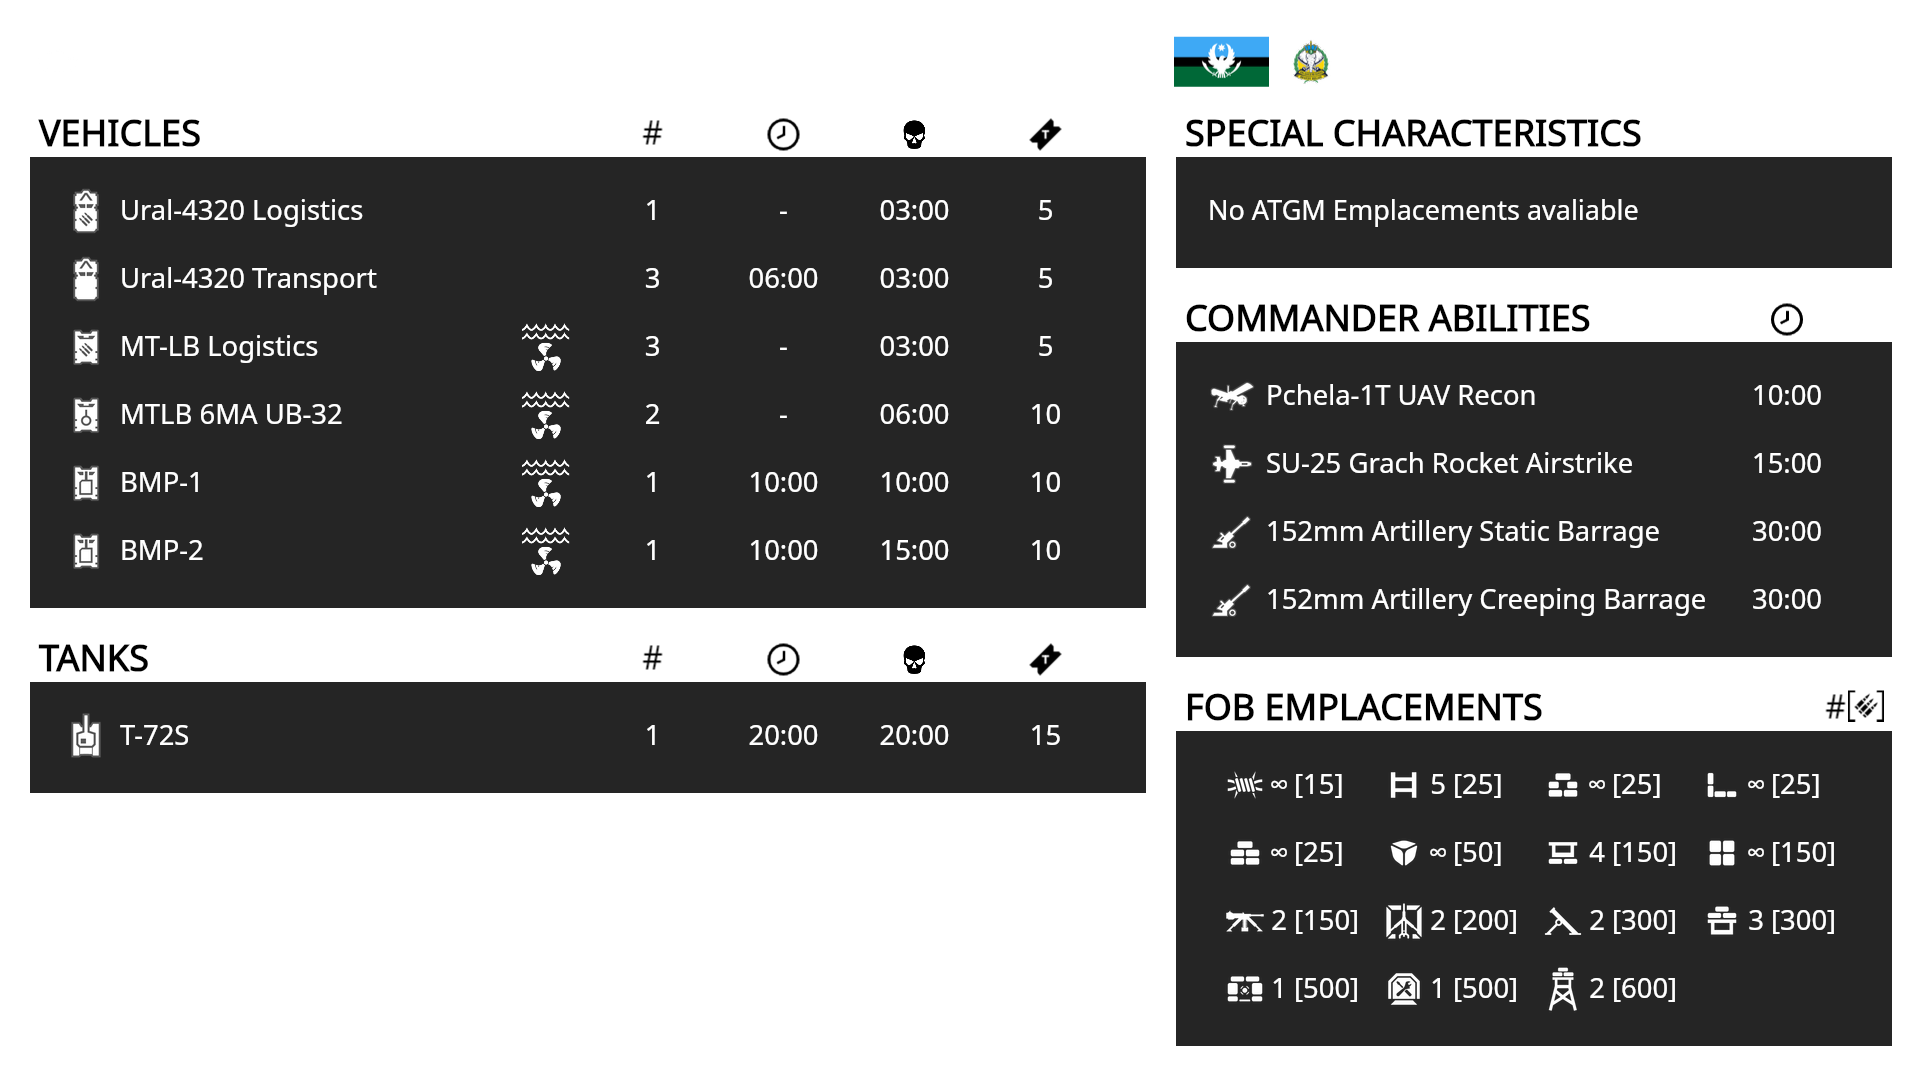 VEHICLES #
Ural-4320 Logistics 1 - 03:00 5
Ural-4320 Transport 3 06:00 03:00 5
MT-LB Logistics 3 - 03:00 5
MTLB 6MA UB-32 2 - 06:00 10
BMP-1 1 10:00 10:00 10
BMP-2 1 10:00 15:00 10
TANKS #
T-72S 1 20:00 20:00 15
SPECIAL CHARACTERISTICS
No ATGM Emplacements avaliable
COMMANDER ABILITIES
Pchela-1T UAV Recon 10:00
SU-25 Grach Rocket Airstrike 15:00
152mm Artillery Static Barrage 30:00
152mm Artillery Creeping Barrage 30:00
FOB EMPLACEMENTS #[]
∞ [15] 5 [25] ∞ [25] ∞ [25]
∞ [25] ∞ [50] 4 [150] ∞ [150]
2 [150] 2 [200] 2 [300] 3 [300]
1 [500] 1 [500] 2 [600]